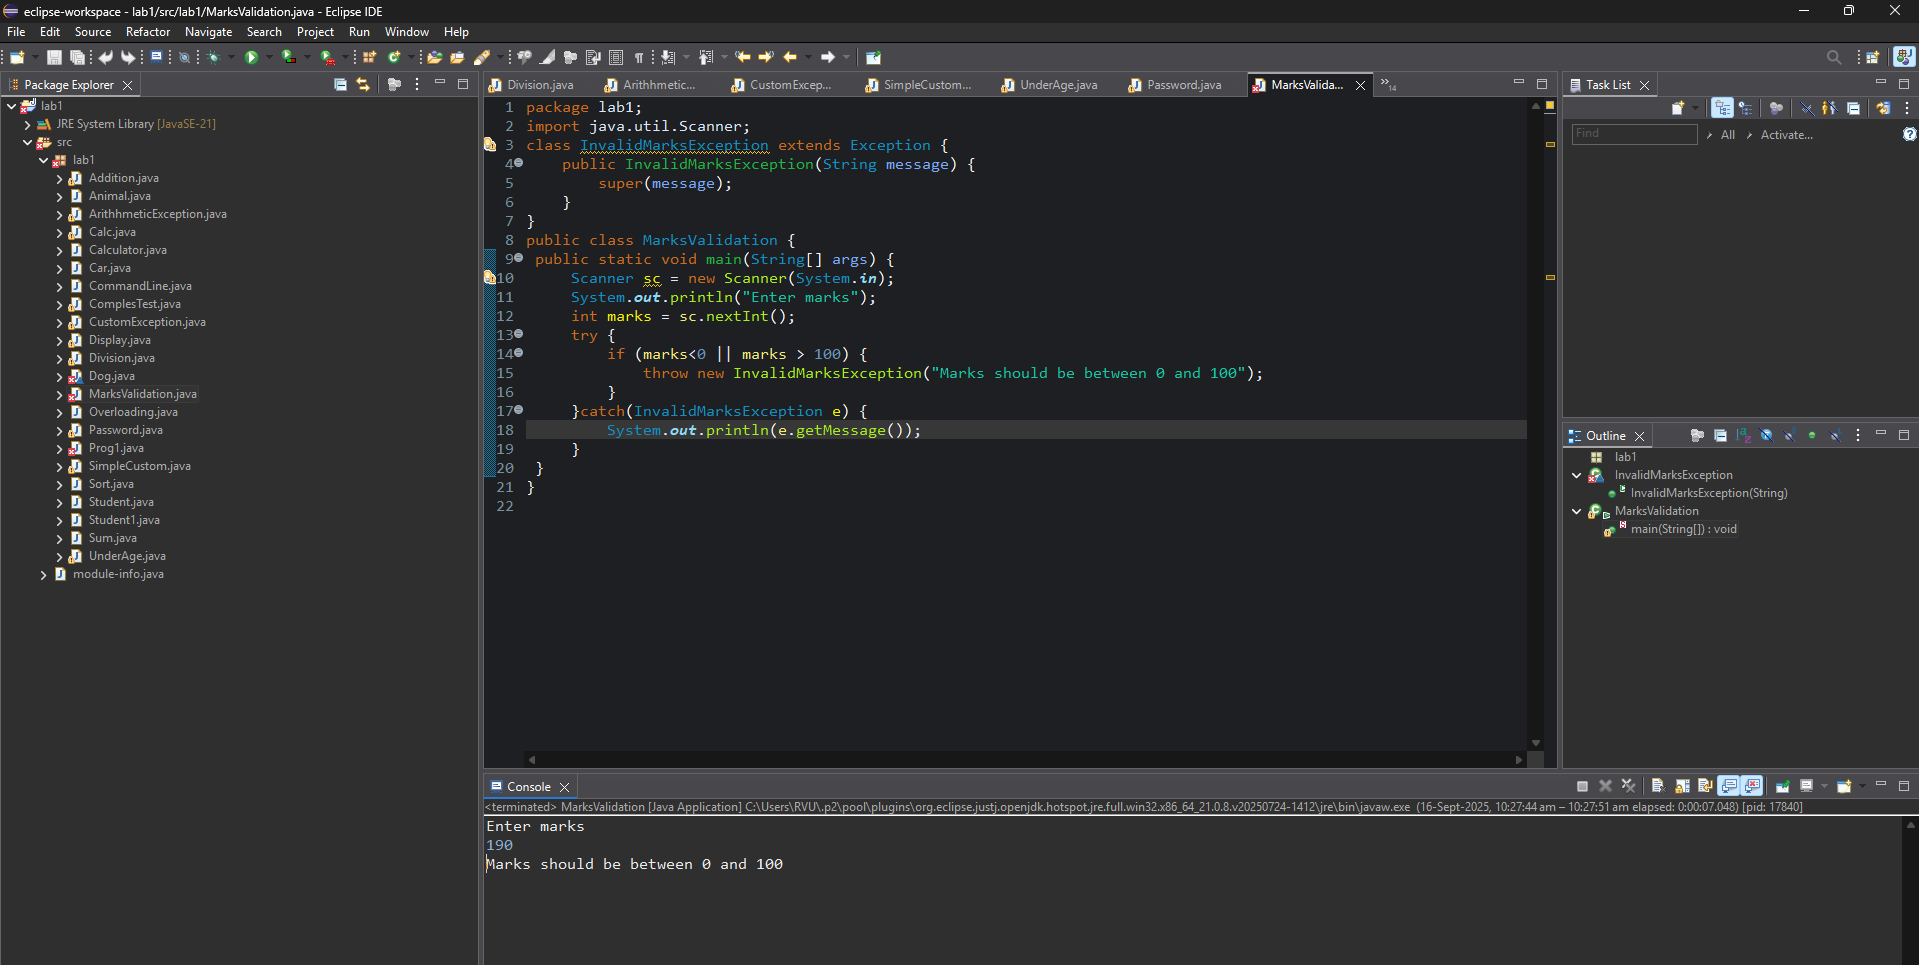 eclipse-workspace - lab1/src/lab1/MarksValidation.java - Eclipse IDE
File Edit Source Refactor Navigate Search Project Run Window Help
Package Explorer
lab1
JRE System Library [JavaSE-21]
src
lab1
Addition.java
Animal.java
ArithhmeticException.java
Calc.java
Calculator.java
Car.java
CommandLine.java
ComplesTest.java
CustomException.java
Display.java
Division.java
Dog.java
MarksValidation.java
Overloading.java
Password.java
Prog1.java
SimpleCustom.java
Sort.java
Student.java
Student1.java
Sum.java
UnderAge.java
module-info.java
Division.java Arithhmetic... CustomExcep... SimpleCustom... UnderAge.java Password.java MarksValida... »14
1 package lab1;
2 import java.util.Scanner;
3 class InvalidMarksException extends Exception {
4 public InvalidMarksException(String message) {
5 super(message);
6 }
7 }
8 public class MarksValidation {
9 public static void main(String[] args) {
10 Scanner sc = new Scanner(System.in);
11 System.out.println("Enter marks");
12 int marks = sc.nextInt();
13 try {
14 if (marks<0 || marks > 100) {
15 throw new InvalidMarksException("Marks should be between 0 and 100");
16 }
17 }catch(InvalidMarksException e) {
18 System.out.println(e.getMessage());
19 }
20 }
21 }
22
Task List
Find All Activate...
Outline
lab1
InvalidMarksException
InvalidMarksException(String)
MarksValidation
main(String[]) : void
Console
<terminated> MarksValidation [Java Application] C:\Users\RVU\.p2\pool\plugins\org.eclipse.justj.openjdk.hotspot.jre.full.win32.x86_64_21.0.8.v20250724-1412\jre\bin\javaw.exe (16-Sept-2025, 10:27:44 am – 10:27:51 am elapsed: 0:00:07.048) [pid: 17840]
Enter marks
190
Marks should be between 0 and 100